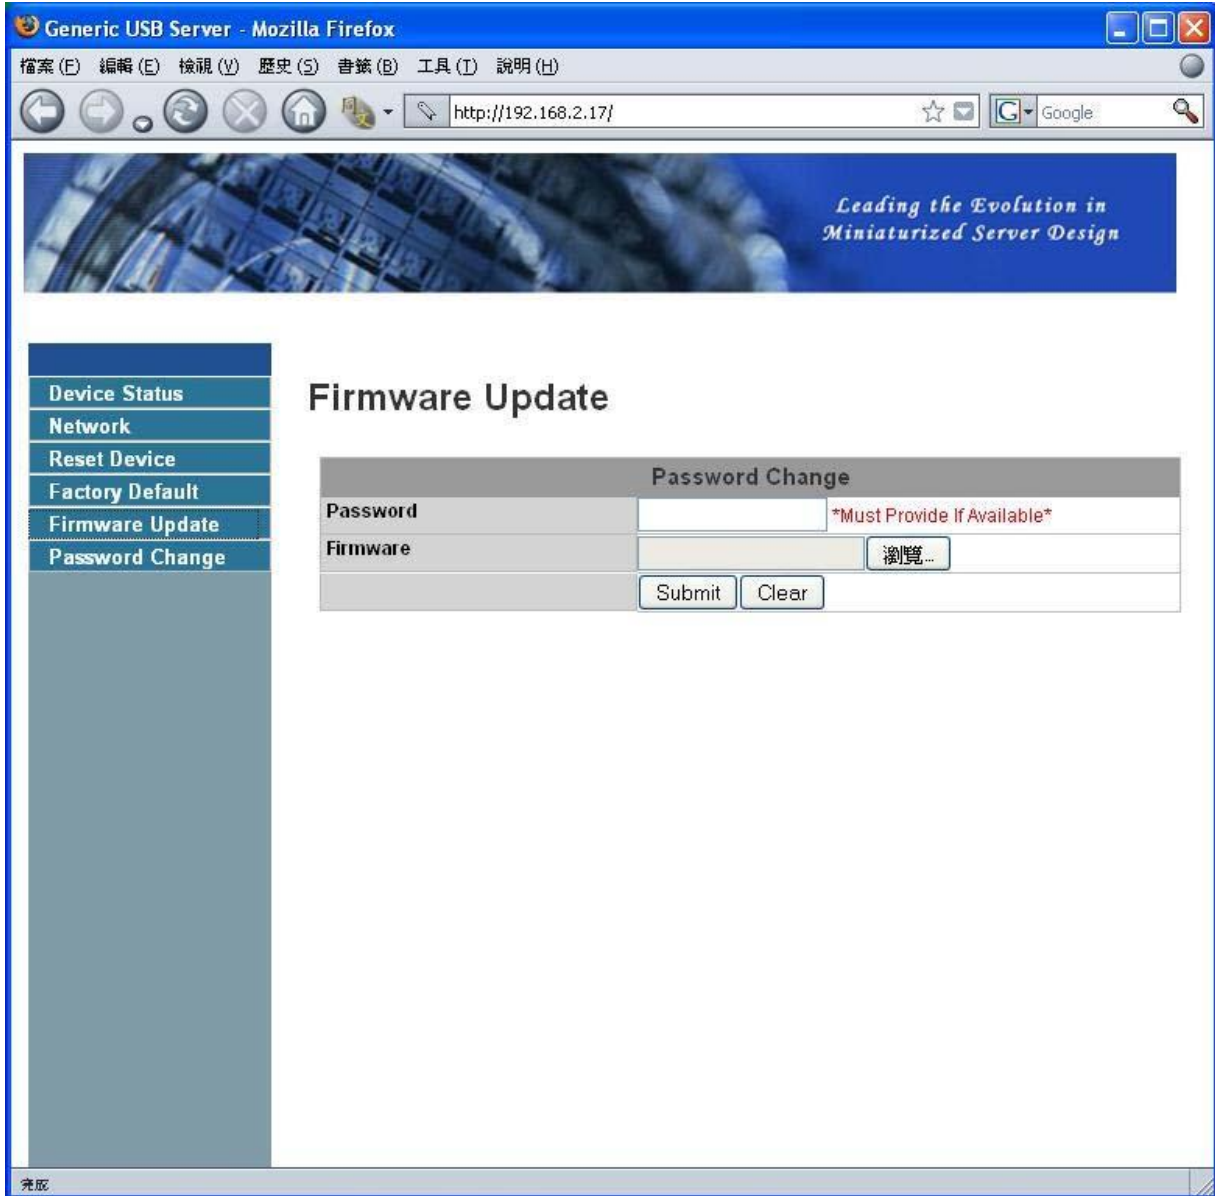 Generic USB Server - Mozilla Firefox
檔案(F) 編輯(E) 檢視(V) 歷史(S) 書籤(B) 工具(T) 說明(H)
http://192.168.2.17/ G Google
Leading the Evolution in
Miniaturized Server Design
Device Status
Network
Reset Device
Factory Default
Firmware Update
Password Change
Firmware Update
Password Change
Password *Must Provide If Available*
Firmware 瀏覽...
Submit Clear
完成